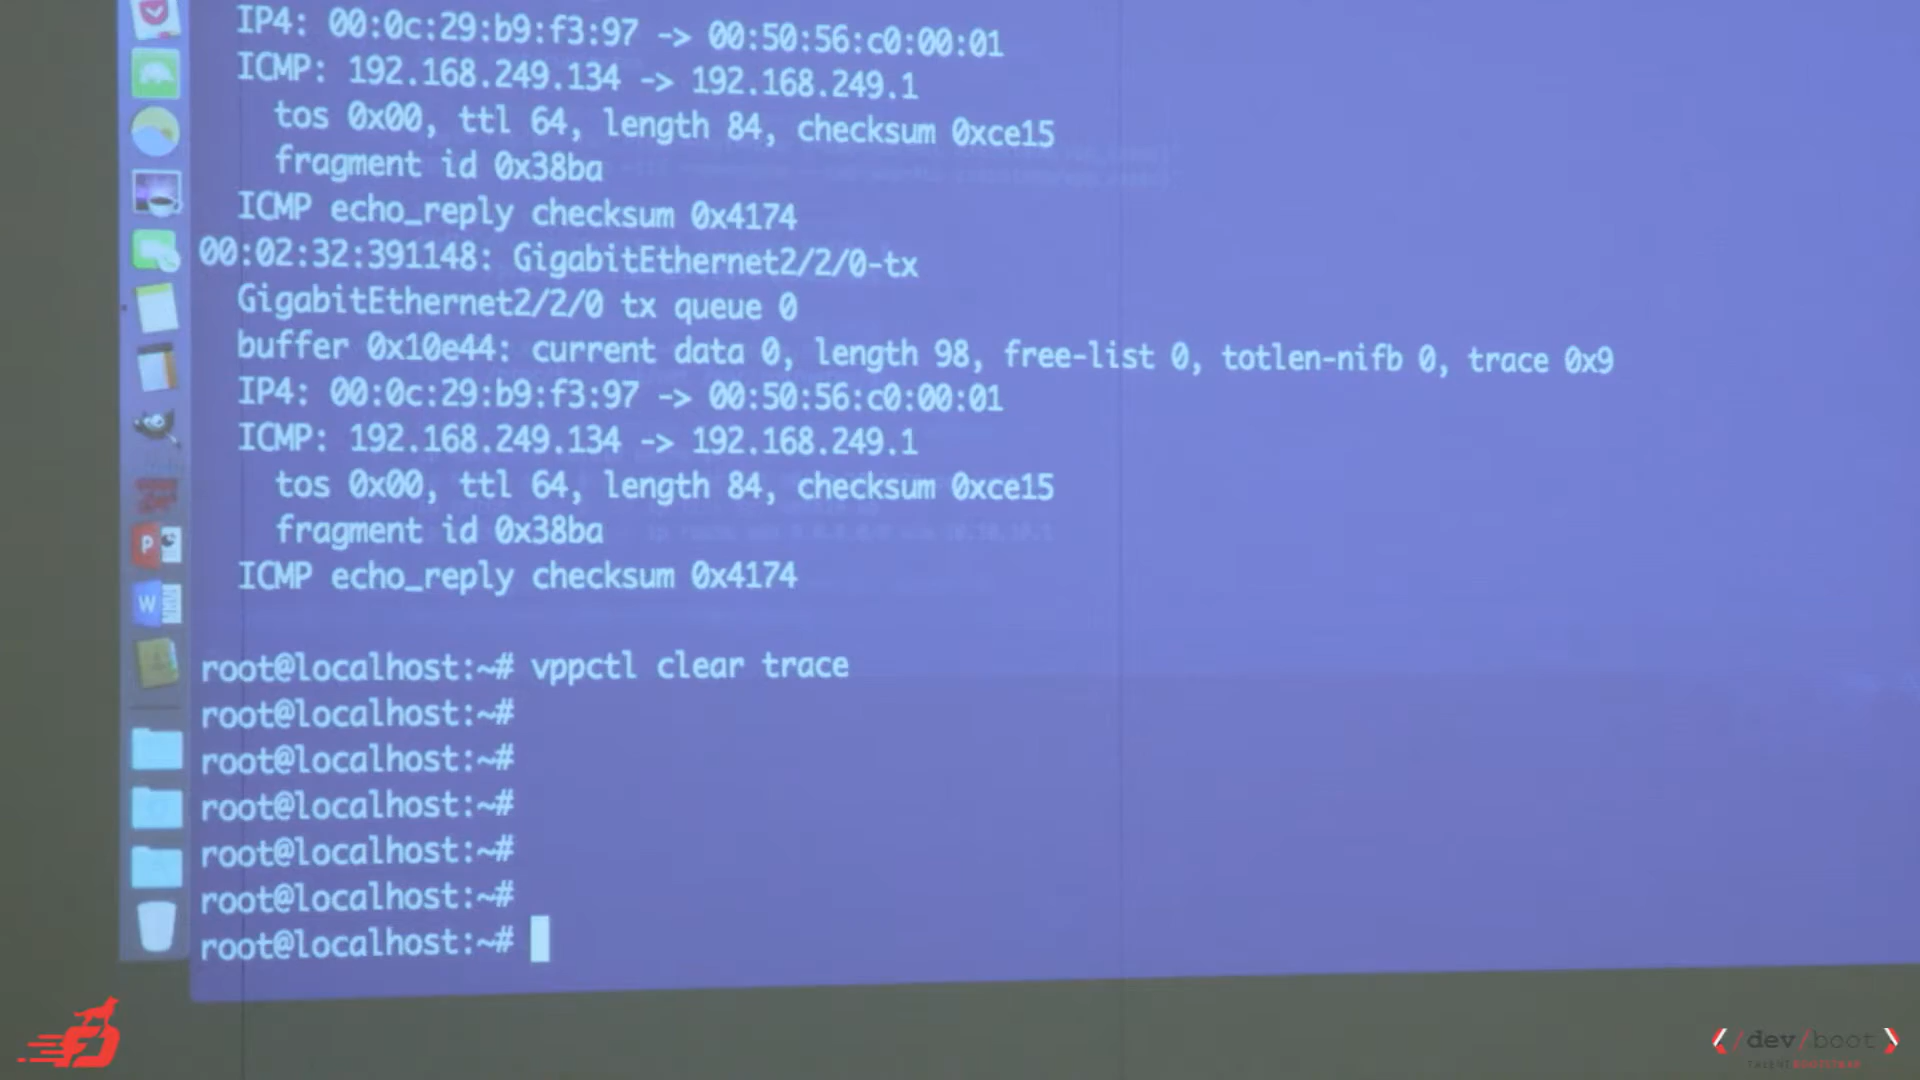 IP4: 00:0c:29:b9:f3:97 -> 00:50:56:c0:00:01
ICMP: 192.168.249.134 -> 192.168.249.1
tos 0x00, ttl 64, length 84, checksum 0xce15
fragment id 0x38ba
ICMP echo_reply checksum 0x4174
00:02:32:391148: GigabitEthernet2/2/0-tx
GigabitEthernet2/2/0 tx queue 0
buffer 0x10e44: current data 0, length 98, free-list 0, totlen-nifb 0, trace 0x9
IP4: 00:0c:29:b9:f3:97 -> 00:50:56:c0:00:01
ICMP: 192.168.249.134 -> 192.168.249.1
tos 0x00, ttl 64, length 84, checksum 0xce15
fragment id 0x38ba
ICMP echo_reply checksum 0x4174
root@localhost:~# vppctl clear trace
root@localhost:~#
root@localhost:~#
root@localhost:~#
root@localhost:~#
root@localhost:~#
root@localhost:~#
P
W
/dev/boot
TALENT BOOTSTRAP